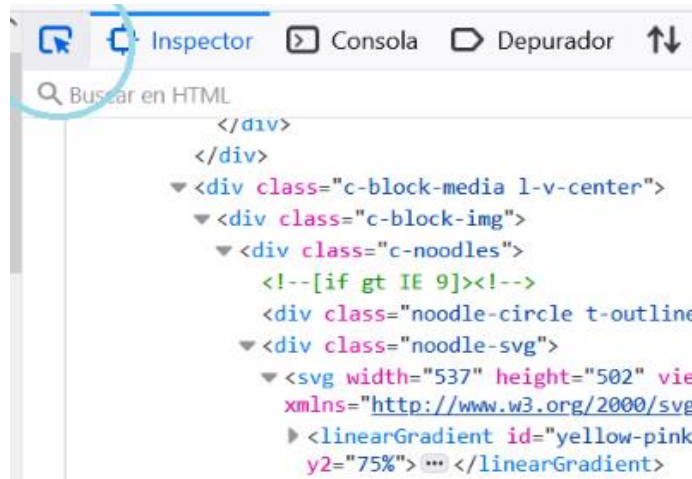 Inspector Consola Depurador
Buscar en HTML
</div>
</div>
<div class="c-block-media l-v-center">
<div class="c-block-img">
<div class="c-noodles">
<!--[if gt IE 9]><!-->
<div class="noodle-circle t-outline
<div class="noodle-svg">
<svg width="537" height="502" vie
xmlns="http://www.w3.org/2000/svg
<linearGradient id="yellow-pink
y2="75%"> ••• </linearGradient>